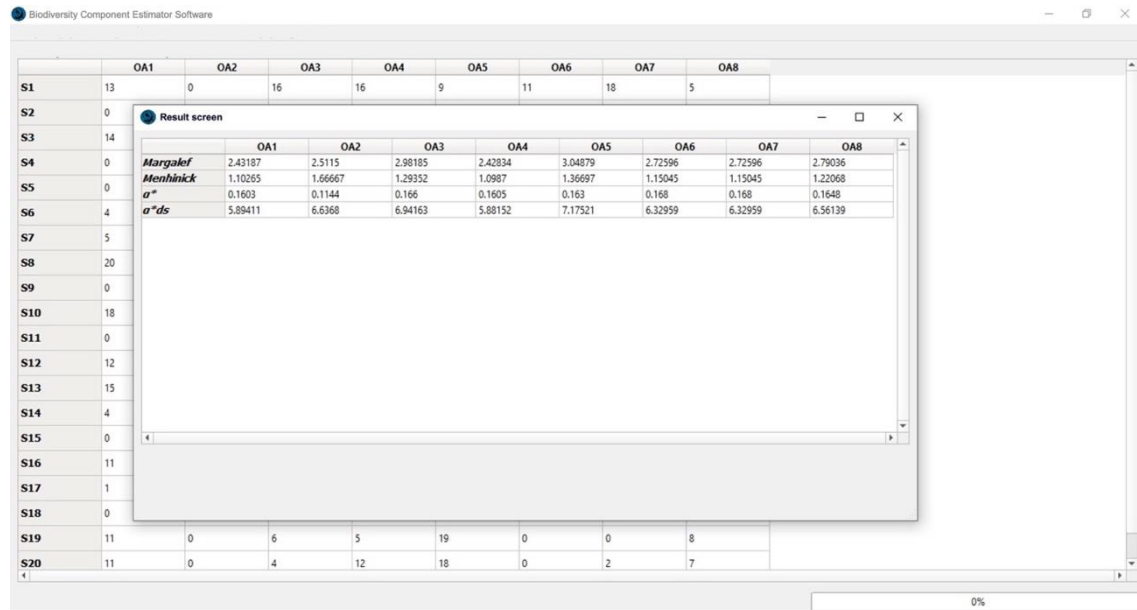 Biodiversity Component Estimator Software
OA1 OA2 OA3 OA4 OA5 OA6 OA7 OA8
S1 13 0 16 16 9 11 18 5
S2 0
Result screen
S3 14
OA1 OA2 OA3 OA4 OA5 OA6 OA7 OA8
S4 0
Margalef 2.43187 2.5115 2.98185 2.42834 3.04879 2.72596 2.72596 2.79036
Menhinick 1.10265 1.66667 1.29352 1.0987 1.36697 1.15045 1.15045 1.22068
S5 0
α* 0.1603 0.1144 0.166 0.1605 0.163 0.168 0.168 0.1648
α*ds 5.89411 6.6368 6.94163 5.88152 7.17521 6.32959 6.32959 6.56139
S6 4
S7 5
S8 20
S9 0
S10 18
S11 0
S12 12
S13 15
S14 4
S15 0
S16 11
S17 1
S18 0
S19 11 0 6 5 19 0 0 8
S20 11 0 4 12 18 0 2 7
0%